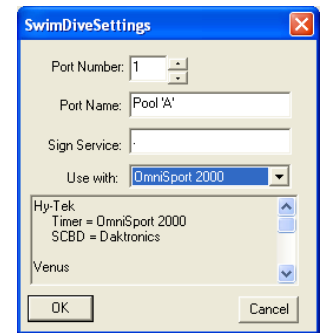 SwimDiveSettings
Port Number: 1
Port Name: Pool 'A'
Sign Service: .
Use with: OmniSport 2000
Hy-Tek
Timer = OmniSport 2000
SCBD = Daktronics
Venus
OK Cancel